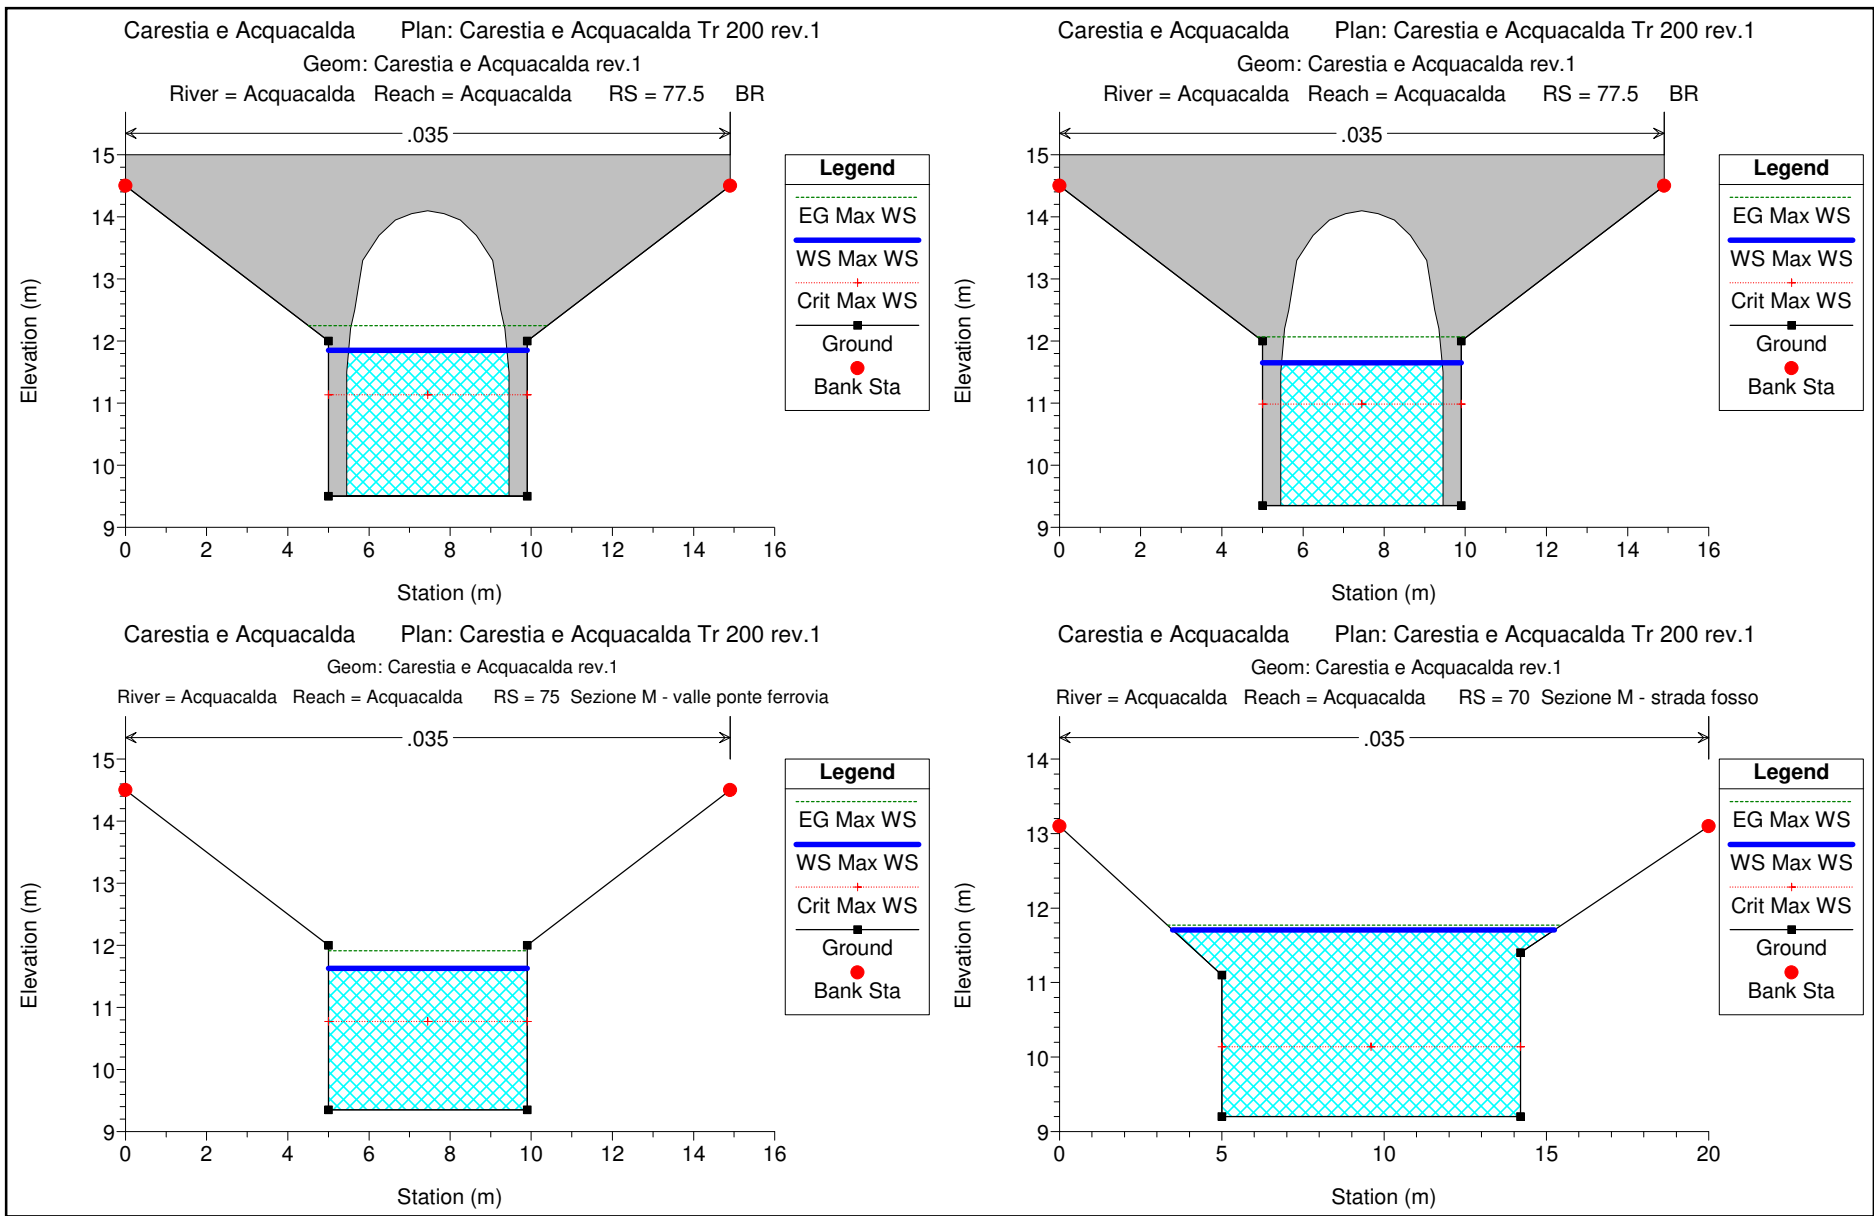 Carestia e Acquacalda Plan: Carestia e Acquacalda Tr 200 rev.1
Geom: Carestia e Acquacalda rev.1
River = Acquacalda Reach = Acquacalda RS = 77.5 BR
.035
15
14
13
12
11
10
9
Elevation (m)
0 2 4 6 8 10 12 14 16
Station (m)
Legend
EG Max WS
WS Max WS
Crit Max WS
Ground
Bank Sta
Carestia e Acquacalda Plan: Carestia e Acquacalda Tr 200 rev.1
Geom: Carestia e Acquacalda rev.1
River = Acquacalda Reach = Acquacalda RS = 77.5 BR
.035
15
14
13
12
11
10
9
Elevation (m)
0 2 4 6 8 10 12 14 16
Station (m)
Legend
EG Max WS
WS Max WS
Crit Max WS
Ground
Bank Sta
Carestia e Acquacalda Plan: Carestia e Acquacalda Tr 200 rev.1
Geom: Carestia e Acquacalda rev.1
River = Acquacalda Reach = Acquacalda RS = 75 Sezione M - valle ponte ferrovia
.035
15
14
13
12
11
10
9
Elevation (m)
0 2 4 6 8 10 12 14 16
Station (m)
Legend
EG Max WS
WS Max WS
Crit Max WS
Ground
Bank Sta
Carestia e Acquacalda Plan: Carestia e Acquacalda Tr 200 rev.1
Geom: Carestia e Acquacalda rev.1
River = Acquacalda Reach = Acquacalda RS = 70 Sezione M - strada fosso
.035
14
13
12
11
10
9
Elevation (m)
0 5 10 15 20
Station (m)
Legend
EG Max WS
WS Max WS
Crit Max WS
Ground
Bank Sta